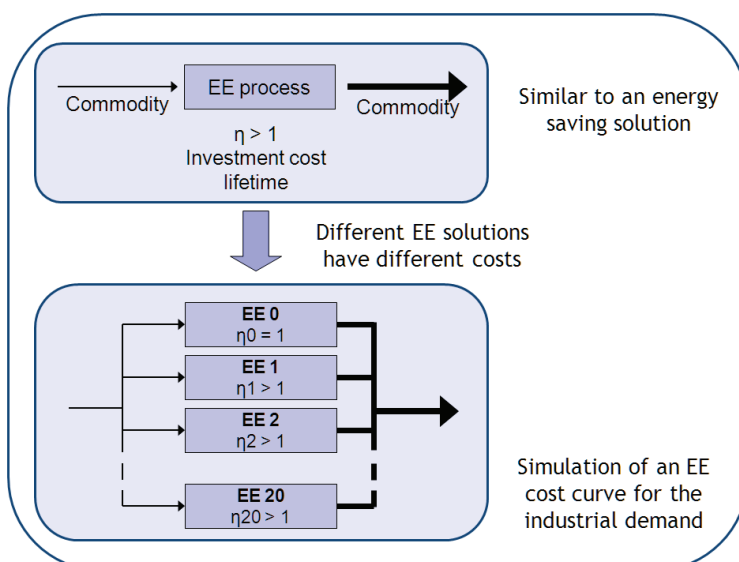 EE process
Commodity
Commodity
η > 1
Investment cost
lifetime
Similar to an energy
saving solution
Different EE solutions
have different costs
EE 0
η0 = 1
EE 1
η1 > 1
EE 2
η2 > 1
EE 20
η20 > 1
Simulation of an EE
cost curve for the
industrial demand